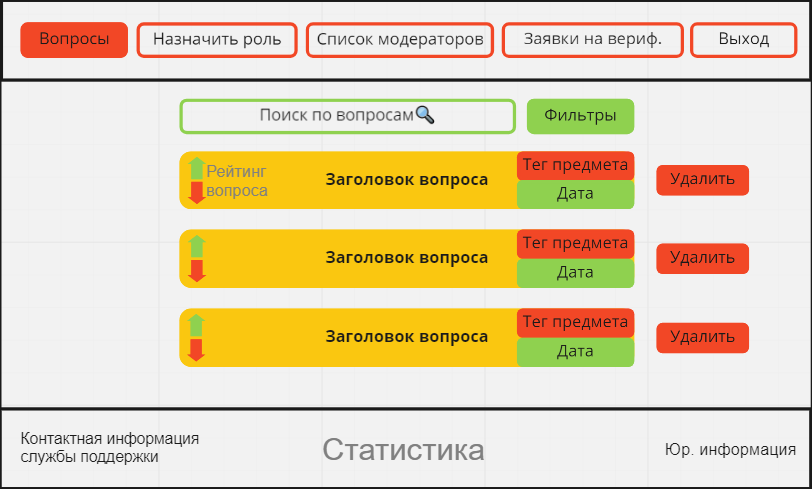 Вопросы
Назначить роль
Список модераторов
Заявки на вериф.
Выход
Поиск по вопросам
Фильтры
Рейтинг
вопроса
Заголовок вопроса
Тег предмета
Дата
Удалить
Заголовок вопроса
Тег предмета
Дата
Удалить
Заголовок вопроса
Тег предмета
Дата
Удалить
Контактная информация
службы поддержки
Статистика
Юр. информация